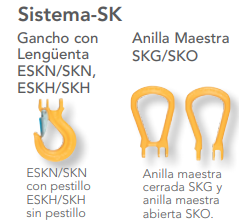 Sistema-SK
Gancho con
Lengüenta
ESKN/SKN,
ESKH/SKH
Anilla Maestra
SKG/SKO
ESKN/SKN
con pestillo
ESKH/SKH
sin pestillo
Anilla maestra
cerrada SKG y
anilla maestra
abierta SKO.